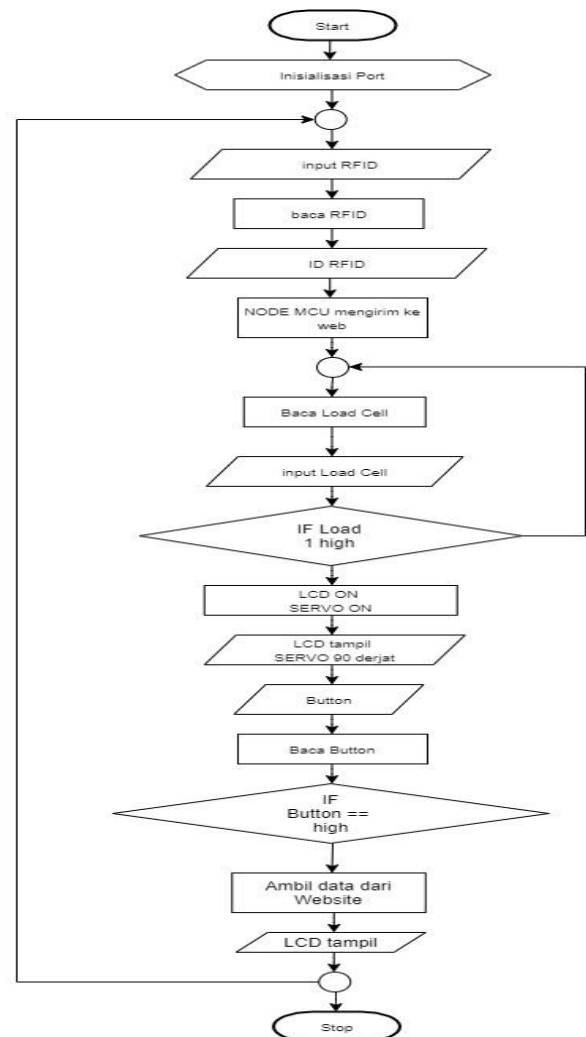 Start
Inisialisasi Port
input RFID
baca RFID
ID RFID
NODE MCU mengirim ke
web
Baca Load Cell
input Load Cell
IF Load
1 high
LCD ON
SERVO ON
LCD tampil
SERVO 90 derjat
Button
Baca Button
IF
Button ==
high
Ambil data dari
Website
LCD tampil
Stop